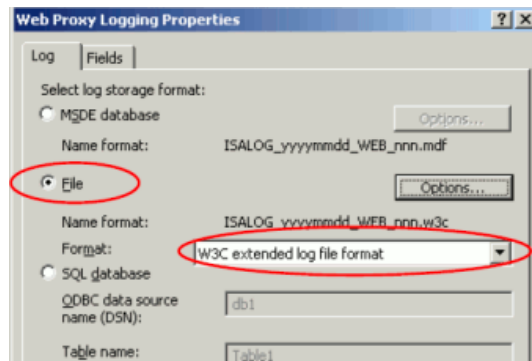 Web Proxy Logging Properties
Log Fields
Select log storage format:
MSDE database Options...
Name format: ISALOG_yyyymmdd_WEB_nnn.mdf
File Options...
Name format: ISALOG_yyyymmdd_WEB_nnn.w3c
Format: W3C extended log file format
SQL database
ODBC data source db1
name (DSN):
Table name: Table1